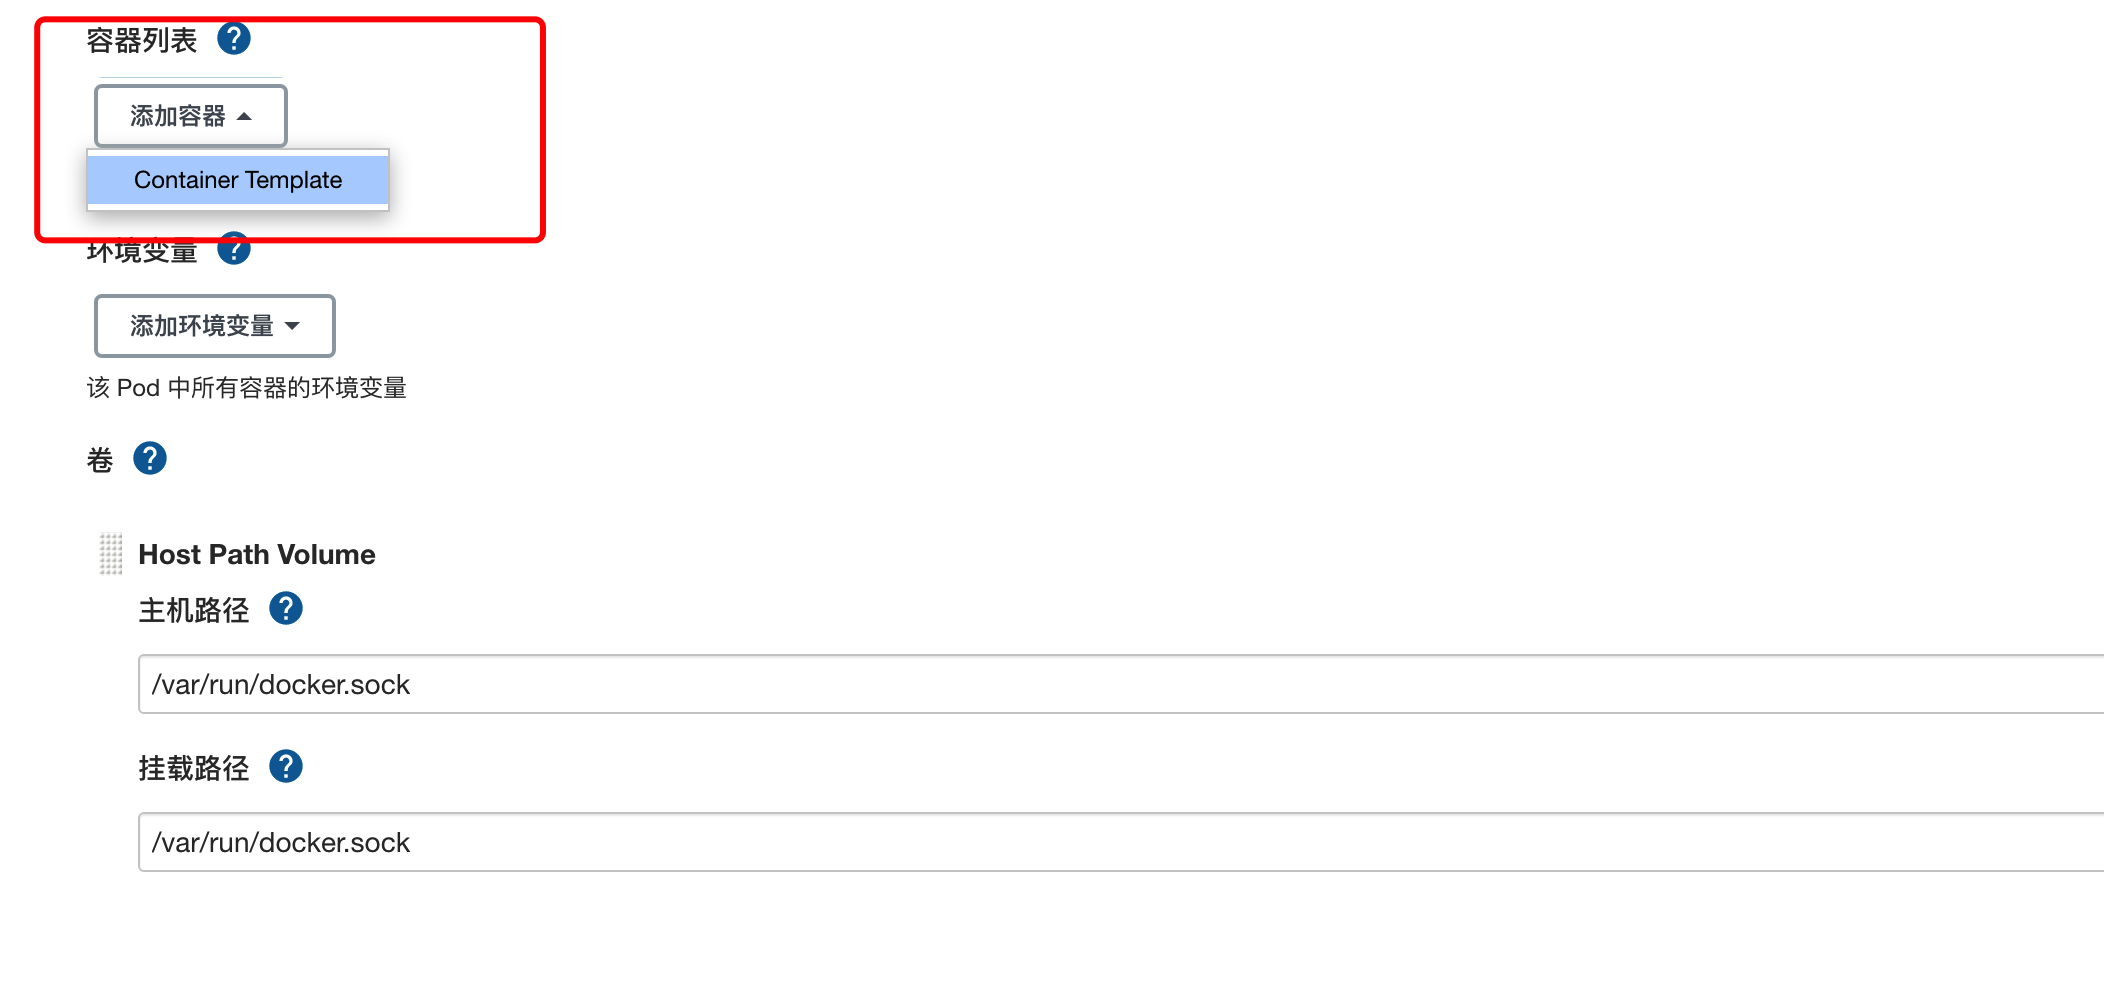 容器列表 ?
添加容器
Container Template
环境变量 ?
添加环境变量
该 Pod 中所有容器的环境变量
卷 ?
Host Path Volume
主机路径 ?
/var/run/docker.sock
挂载路径 ?
/var/run/docker.sock